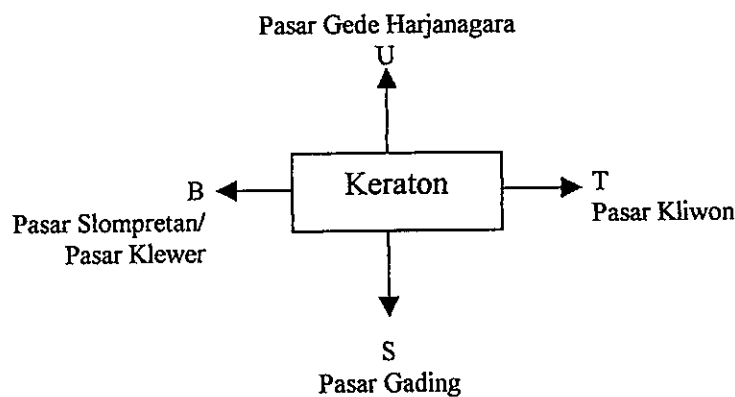 Pasar Gede Harjanagara
U
Keraton
B
Pasar Slompretan/
Pasar Klewer
T
Pasar Kliwon
S
Pasar Gading